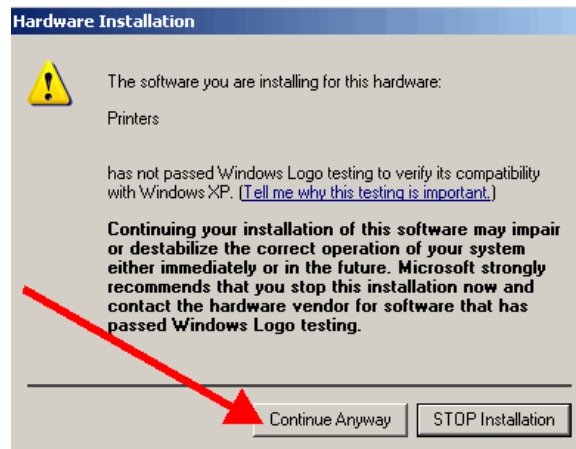 Hardware Installation
The software you are installing for this hardware:
Printers
has not passed Windows Logo testing to verify its compatibility
with Windows XP. (Tell me why this testing is important.)
Continuing your installation of this software may impair
or destabilize the correct operation of your system
either immediately or in the future. Microsoft strongly
recommends that you stop this installation now and
contact the hardware vendor for software that has
passed Windows Logo testing.
Continue Anyway
STOP Installation